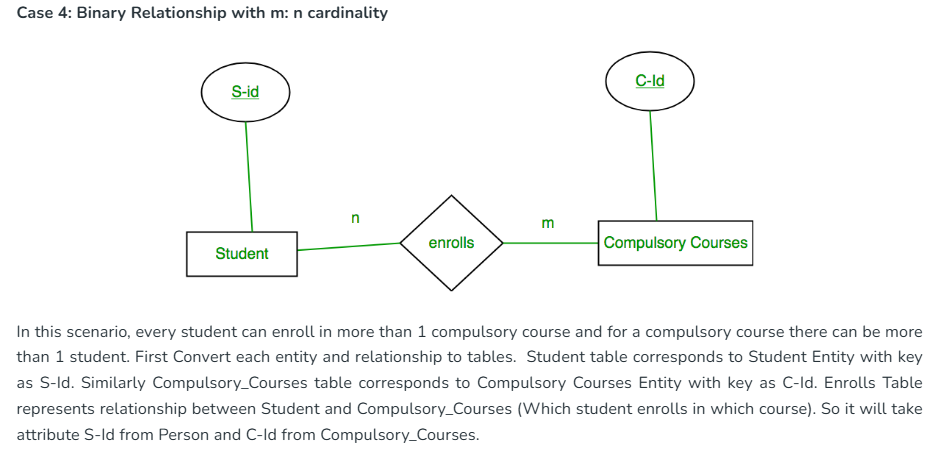 Case 4: Binary Relationship with m: n cardinality
S-id
C-Id
n
m
Student
enrolls
Compulsory Courses
In this scenario, every student can enroll in more than 1 compulsory course and for a compulsory course there can be more
than 1 student. First Convert each entity and relationship to tables.  Student table corresponds to Student Entity with key
as S-Id. Similarly Compulsory_Courses table corresponds to Compulsory Courses Entity with key as C-Id. Enrolls Table
represents relationship between Student and Compulsory_Courses (Which student enrolls in which course). So it will take
attribute S-Id from Person and C-Id from Compulsory_Courses.